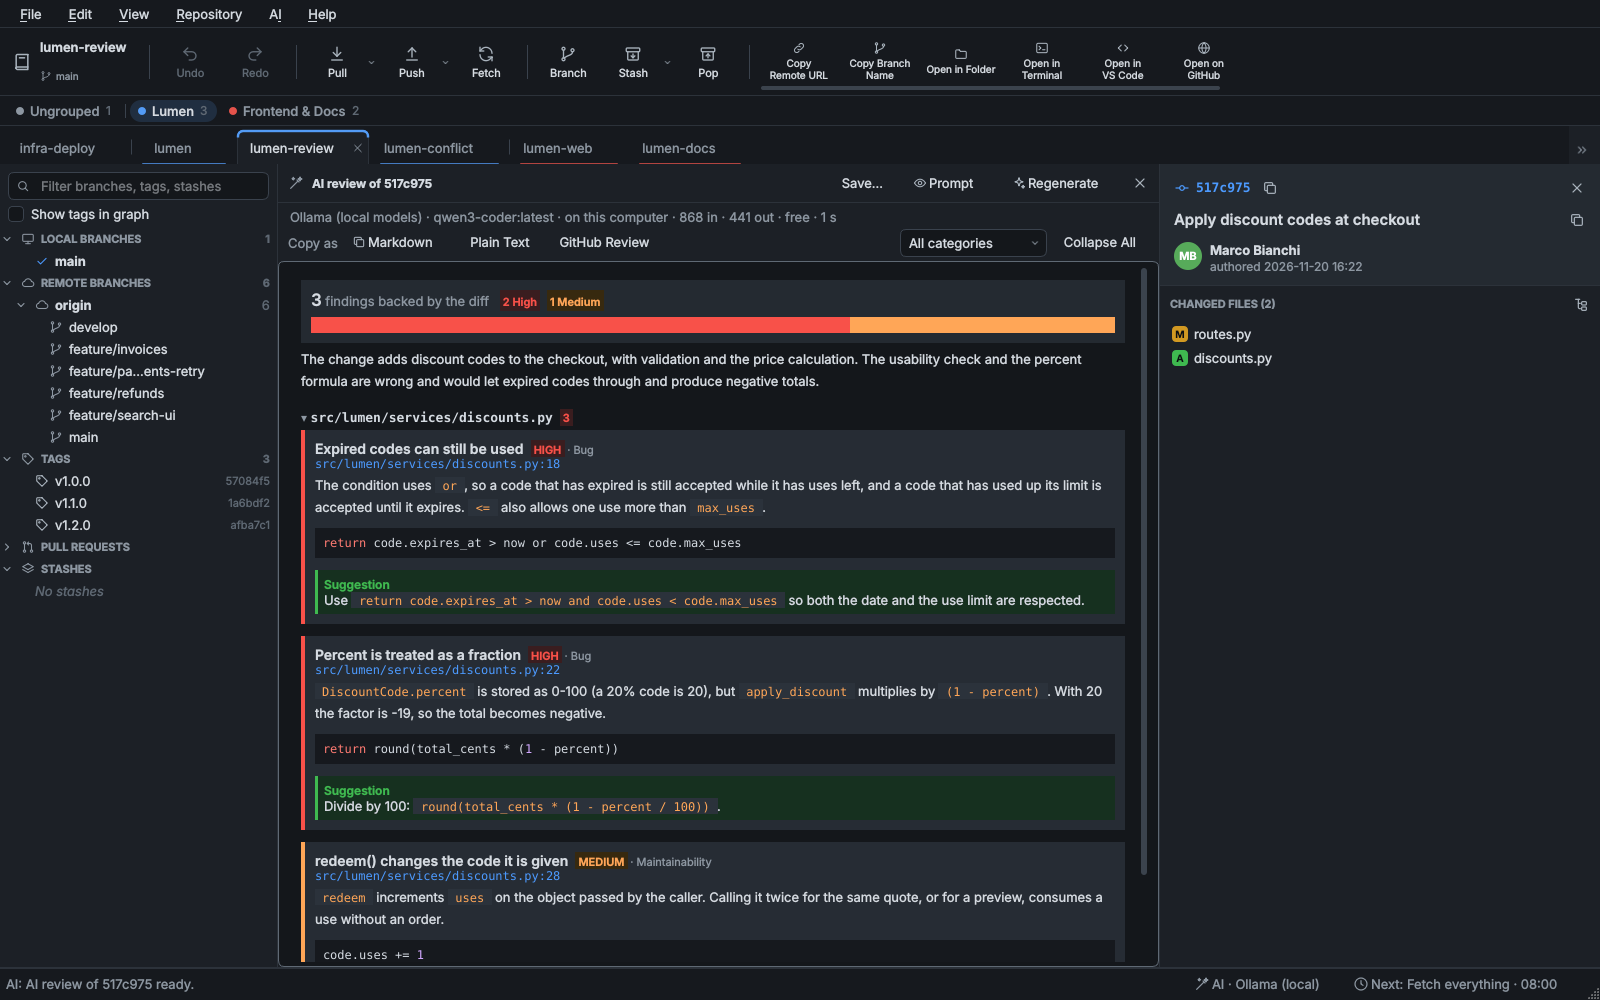 File Edit View Repository AI Help
lumen-review
main
Undo Redo Pull Push Fetch Branch Stash Pop
Copy Remote URL
Copy Branch Name
Open in Folder
Open in Terminal
Open in VS Code
Open on GitHub
Ungrouped 1 Lumen 3 Frontend & Docs 2
infra-deploy lumen lumen-review lumen-conflict lumen-web lumen-docs
Filter branches, tags, stashes
Show tags in graph
LOCAL BRANCHES 1
main
REMOTE BRANCHES 6
origin 6
develop
feature/invoices
feature/pa...ents-retry
feature/refunds
feature/search-ui
main
TAGS 3
v1.0.0 57084f5
v1.1.0 1a6bdf2
v1.2.0 afba7c1
PULL REQUESTS
STASHES
No stashes
AI review of 517c975 Save... Prompt Regenerate
Ollama (local models) · qwen3-coder:latest · on this computer · 868 in · 441 out · free · 1 s
Copy as Markdown Plain Text GitHub Review All categories Collapse All
3 findings backed by the diff 2 High 1 Medium
The change adds discount codes to the checkout, with validation and the price calculation. The usability check and the percent
formula are wrong and would let expired codes through and produce negative totals.
src/lumen/services/discounts.py 3
Expired codes can still be used HIGH · Bug
src/lumen/services/discounts.py:18
The condition uses or , so a code that has expired is still accepted while it has uses left, and a code that has used up its limit is
accepted until it expires. <= also allows one use more than max_uses .
return code.expires_at > now or code.uses <= code.max_uses
Suggestion
Use return code.expires_at > now and code.uses < code.max_uses so both the date and the use limit are respected.
Percent is treated as a fraction HIGH · Bug
src/lumen/services/discounts.py:22
DiscountCode.percent is stored as 0-100 (a 20% code is 20), but apply_discount multiplies by (1 - percent) . With 20
the factor is -19, so the total becomes negative.
return round(total_cents * (1 - percent))
Suggestion
Divide by 100: round(total_cents * (1 - percent / 100)) .
redeem() changes the code it is given MEDIUM · Maintainability
src/lumen/services/discounts.py:28
redeem increments uses on the object passed by the caller. Calling it twice for the same quote, or for a preview, consumes a
use without an order.
code.uses += 1
517c975
Apply discount codes at checkout
MB Marco Bianchi
authored 2026-11-20 16:22
CHANGED FILES (2)
M routes.py
A discounts.py
AI: AI review of 517c975 ready. AI · Ollama (local) Next: Fetch everything · 08:00